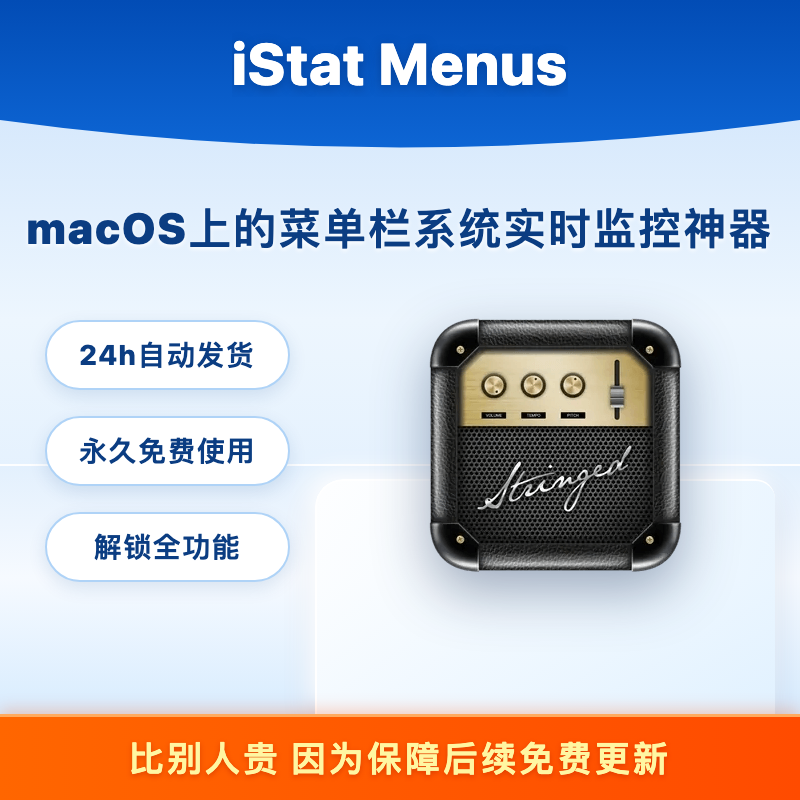 iStat Menus
macOS上的菜单栏系统实时监控神器
24h自动发货
永久免费使用
解锁全功能
VOLUME TEMPO PITCH
Stringed
比别人贵 因为保障后续免费更新